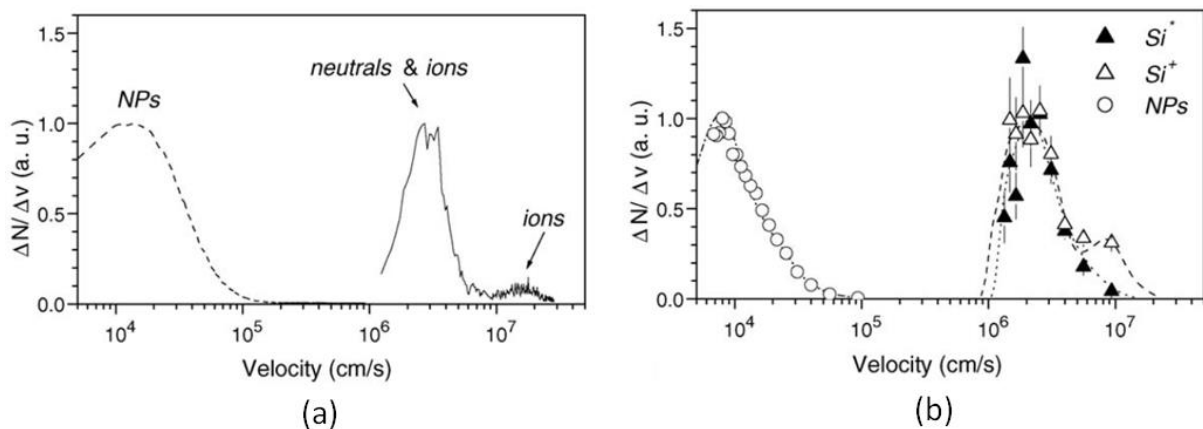 1.5
1.0
0.5
0.0
ΔN/ Δv (a. u.)
NPs
neutrals & ions
ions
10⁴ 10⁵ 10⁶ 10⁷
Velocity (cm/s)
(a)
1.5
1.0
0.5
0.0
ΔN/ Δv (a. u.)
Si*
Si⁺
NPs
10⁴ 10⁵ 10⁶ 10⁷
Velocity (cm/s)
(b)